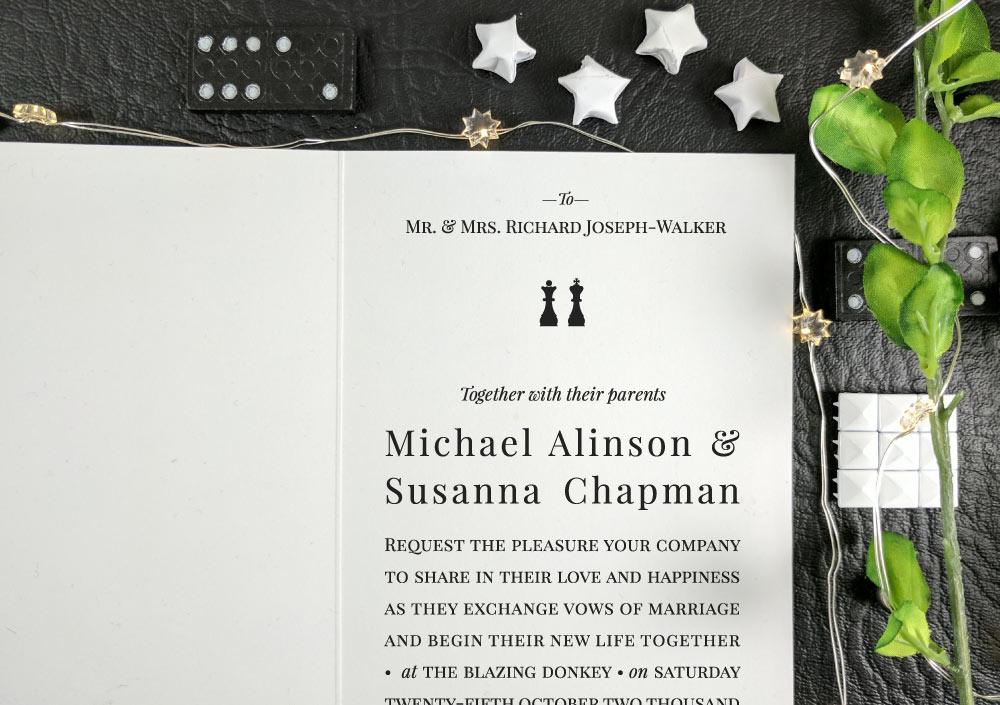 —To—
Mr. & Mrs. Richard Joseph-Walker
Together with their parents
Michael Alinson &
Susanna Chapman
Request the pleasure your company
to share in their love and happiness
as they exchange vows of marriage
and begin their new life together
• at the Blazing Donkey • on Saturday
twenty-fifth October two thousand